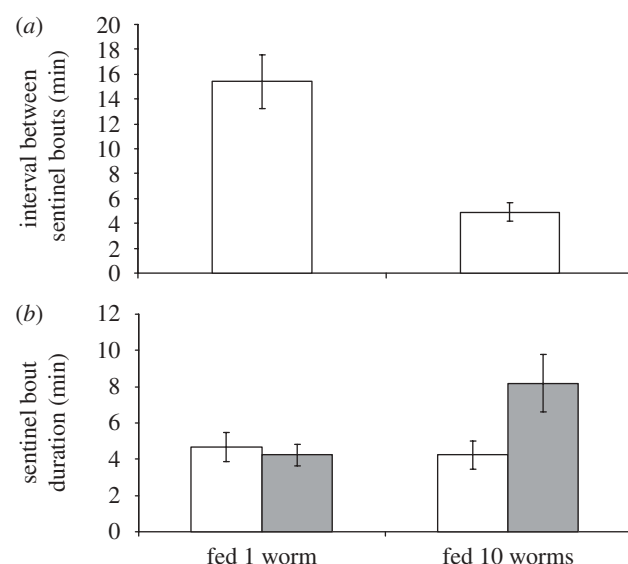 (a)
interval between
sentinel bouts (min)
20
18
16
14
12
10
8
6
4
2
0
(b)
sentinel bout
duration (min)
12
10
8
6
4
2
0
fed 1 worm
fed 10 worms